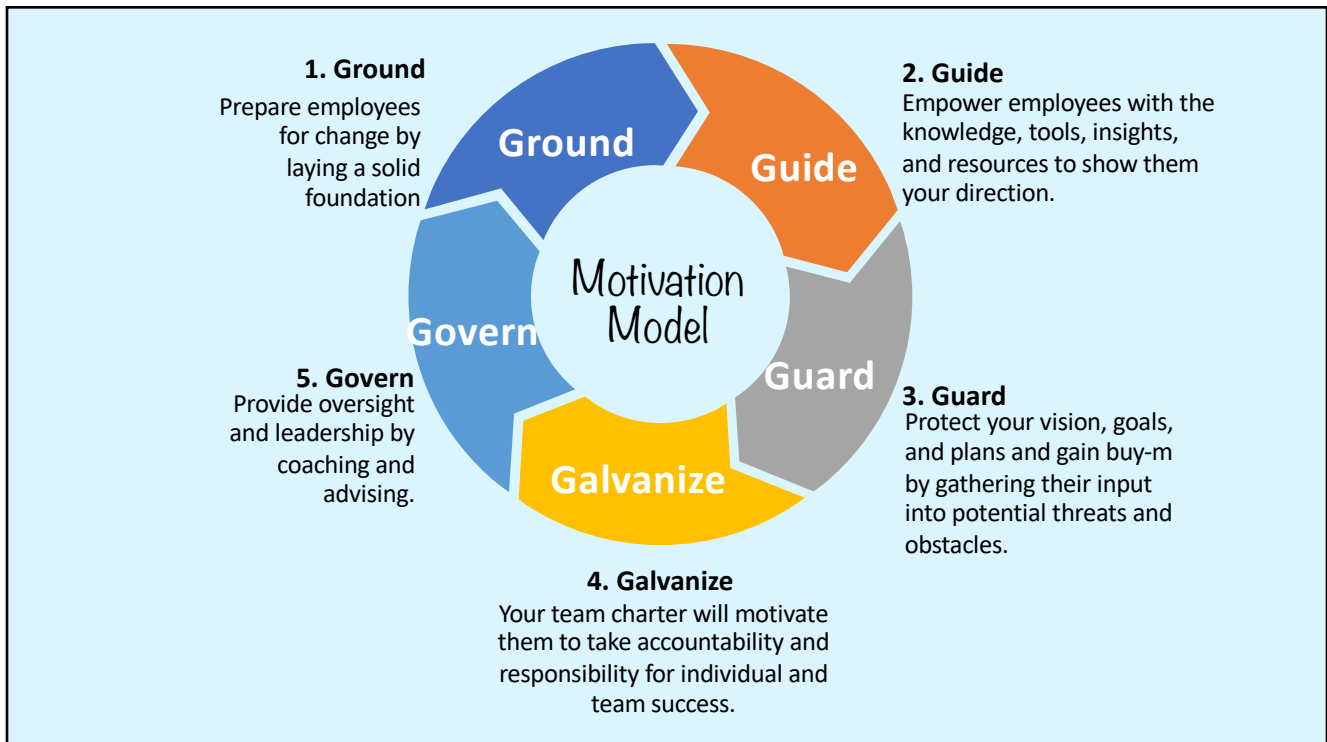 1. Ground
Prepare employees
for change by
laying a solid
foundation
2. Guide
Empower employees with the
knowledge, tools, insights,
and resources to show them
your direction.
3. Guard
Protect your vision, goals,
and plans and gain buy-m
by gathering their input
into potential threats and
obstacles.
4. Galvanize
Your team charter will motivate
them to take accountability and
responsibility for individual and
team success.
5. Govern
Provide oversight
and leadership by
coaching and
advising.
Ground
Guide
Guard
Galvanize
Govern
Motivation
Model